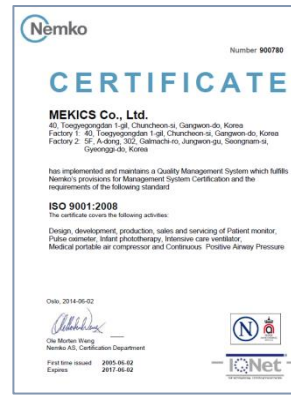 Nemko
Number 900780
CERTIFICATE
MEKICS Co., Ltd.
40, Toegyegongdan 1-gil, Chuncheon-si, Gangwon-do, Korea
Factory 1: 40, Toegyegongdan 1-gil, Chuncheon-si, Gangwon-do, Korea
Factory 2: 5F, A-dong, 302, Galmachi-ro, Jungwon-gu, Seongnam-si,
Gyeonggi-do, Korea
has implemented and maintains a Quality Management System which fulfills
Nemko's provisions for Management System Certification and the
requirements of the following standard
ISO 9001:2008
The certificate covers the following activities:
Design, development, production, sales and servicing of Patient monitor,
Pulse oximeter, Infant phototherapy, Intensive care ventilator,
Medical portable air compressor and Continuous Positive Airway Pressure
Oslo, 2014-06-02
Ole Morten Wang
Nemko AS, Certification Department
First time issued 2005-06-02
Expires 2017-06-02
N
IQNet